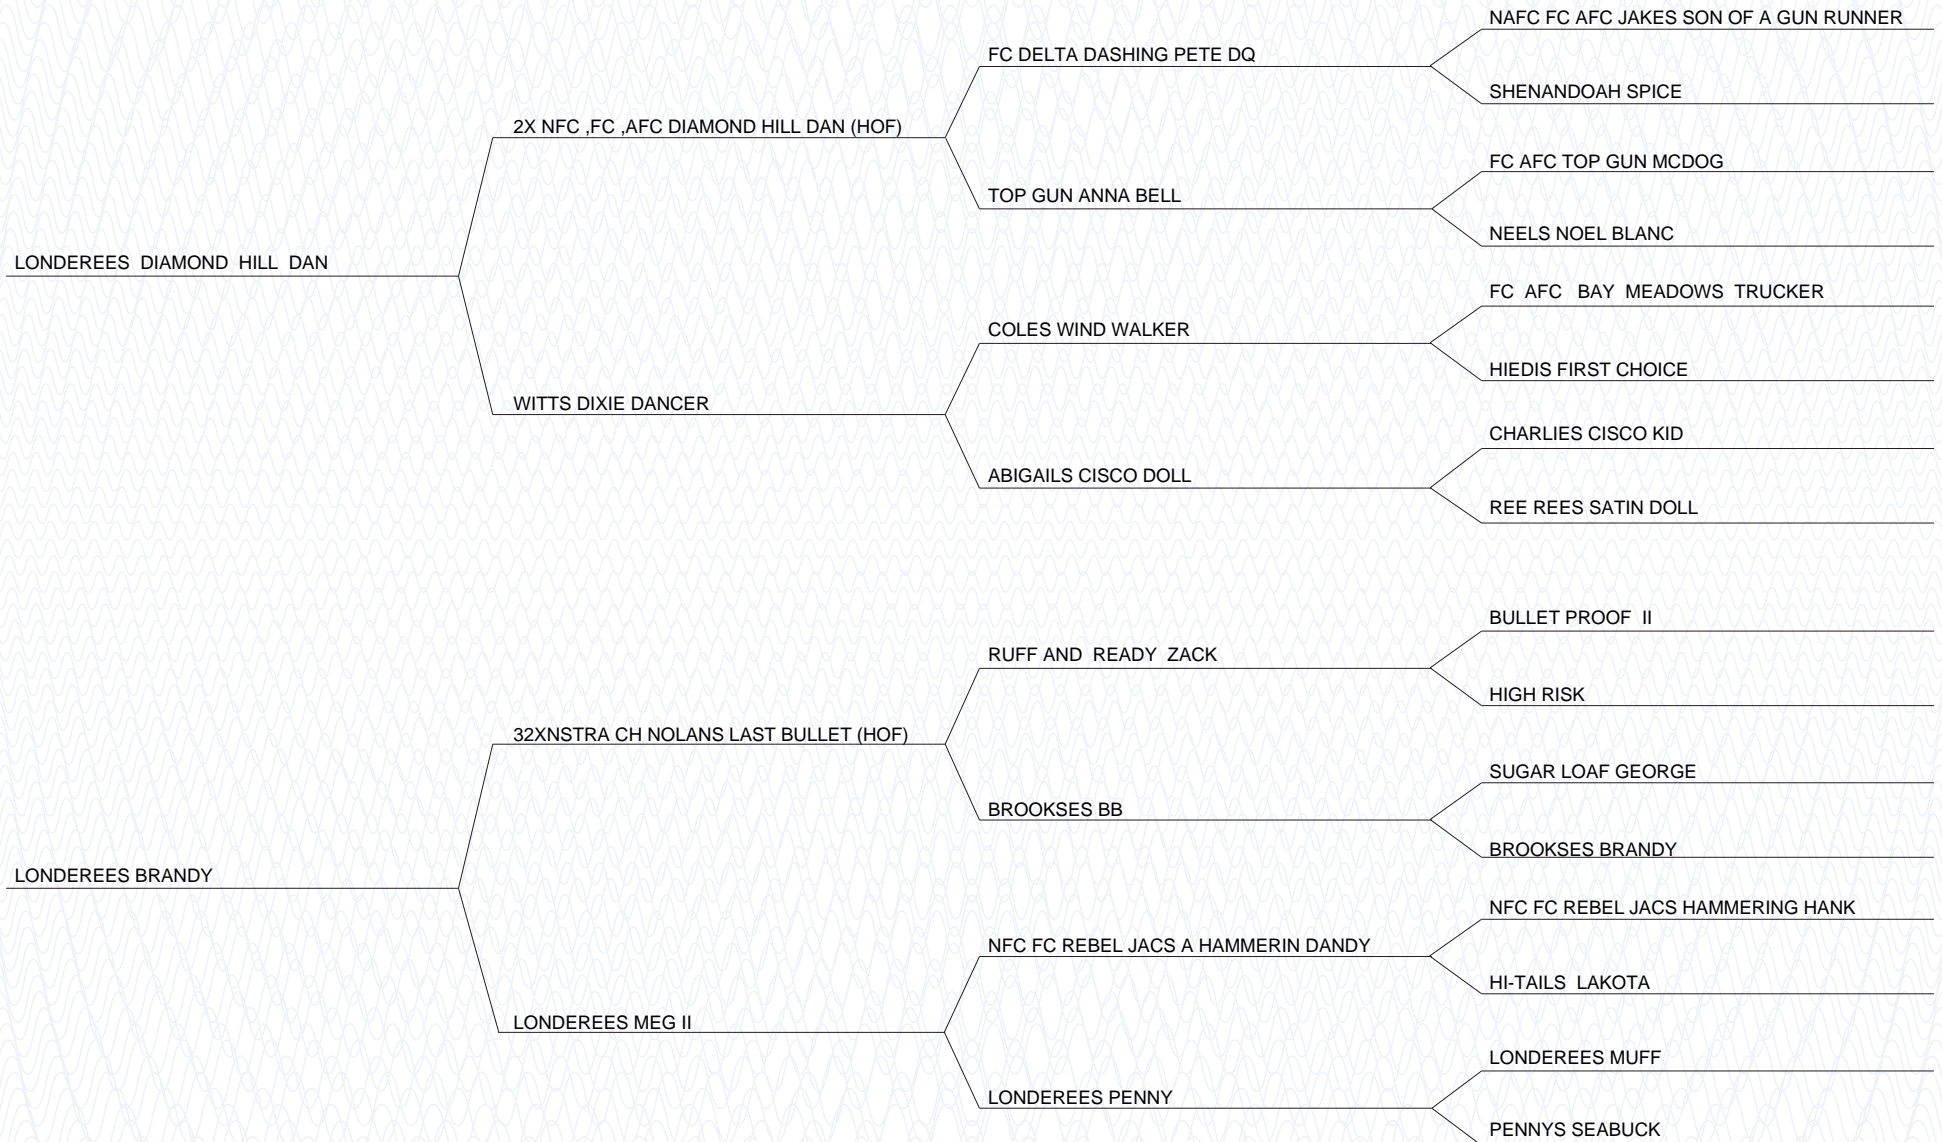 NAFC FC AFC JAKES SON OF A GUN RUNNER
FC DELTA DASHING PETE DQ
SHENANDOAH SPICE
2X NFC ,FC ,AFC DIAMOND HILL DAN (HOF)
FC AFC TOP GUN MCDOG
TOP GUN ANNA BELL
NEELS NOEL BLANC
LONDEREES DIAMOND HILL DAN
FC AFC BAY MEADOWS TRUCKER
COLES WIND WALKER
HIEDIS FIRST CHOICE
WITTS DIXIE DANCER
CHARLIES CISCO KID
ABIGAILS CISCO DOLL
REE REES SATIN DOLL
BULLET PROOF II
RUFF AND READY ZACK
HIGH RISK
32XNSTRA CH NOLANS LAST BULLET (HOF)
SUGAR LOAF GEORGE
BROOKSES BB
BROOKSES BRANDY
LONDEREES BRANDY
NFC FC REBEL JACS HAMMERING HANK
NFC FC REBEL JACS A HAMMERIN DANDY
HI-TAILS LAKOTA
LONDEREES MEG II
LONDEREES MUFF
LONDEREES PENNY
PENNYS SEABUCK